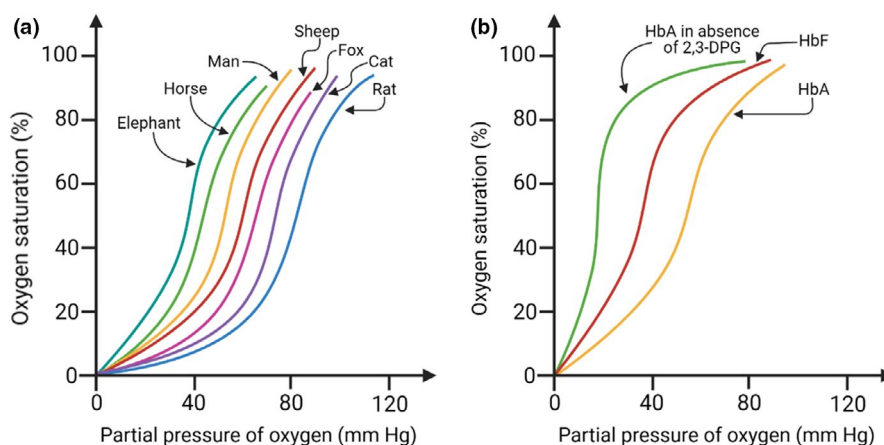 (a)
Oxygen saturation (%)
100
80
60
40
20
0
Elephant
Horse
Man
Sheep
Fox
Cat
Rat
0 40 80 120
Partial pressure of oxygen (mm Hg)
(b)
Oxygen saturation (%)
100
80
60
40
20
0
HbA in absence
of 2,3-DPG
HbF
HbA
0 40 80 120
Partial pressure of oxygen (mm Hg)